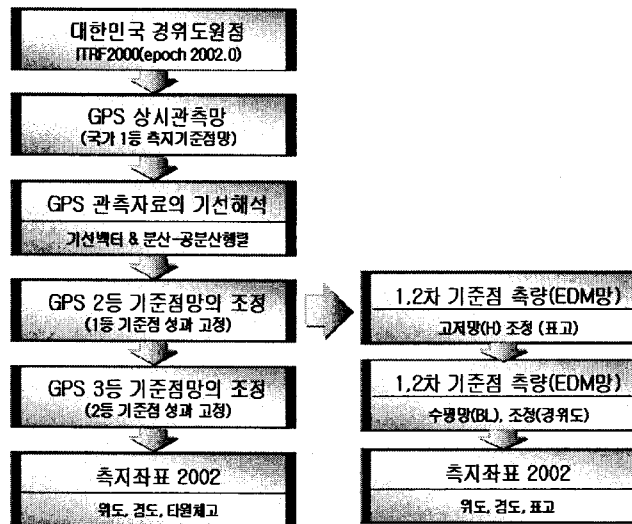 대한민국 경위도원점
ITRF2000(epoch 2002.0)
GPS 상시관측망
(국가 1등 측지기준점망)
GPS 관측자료의 기선해석
기선벡터 & 분산-공분산행렬
GPS 2등 기준점망의 조정
(1등 기준점 성과 고정)
GPS 3등 기준점망의 조정
(2등 기준점 성과 고정)
측지좌표 2002
위도, 경도, 타원체고
1,2차 기준점 측량(EDM망)
고저망(H) 조정 (표고)
1,2차 기준점 측량(EDM망)
수평망(BL), 조정(경위도)
측지좌표 2002
위도, 경도, 표고